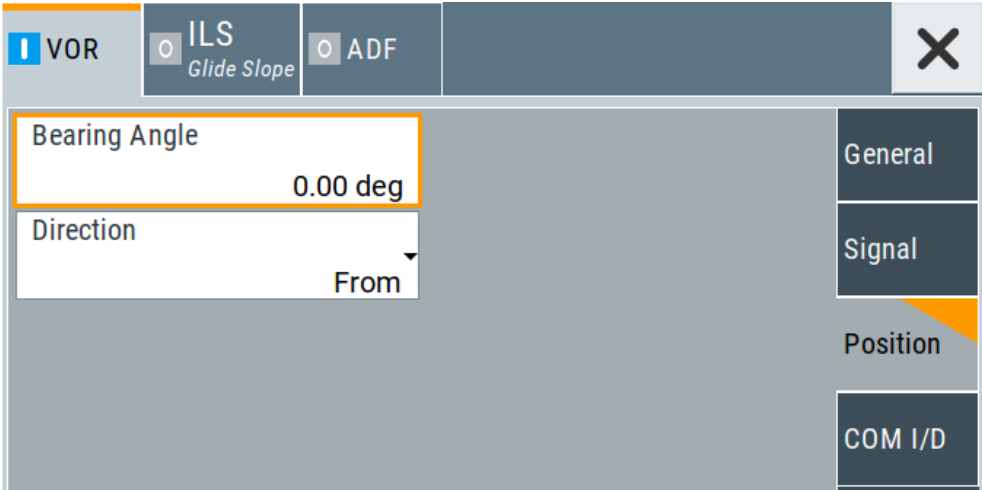 VOR
ILS
Glide Slope
ADF
Bearing Angle
0.00 deg
Direction
From
General
Signal
Position
COM I/D